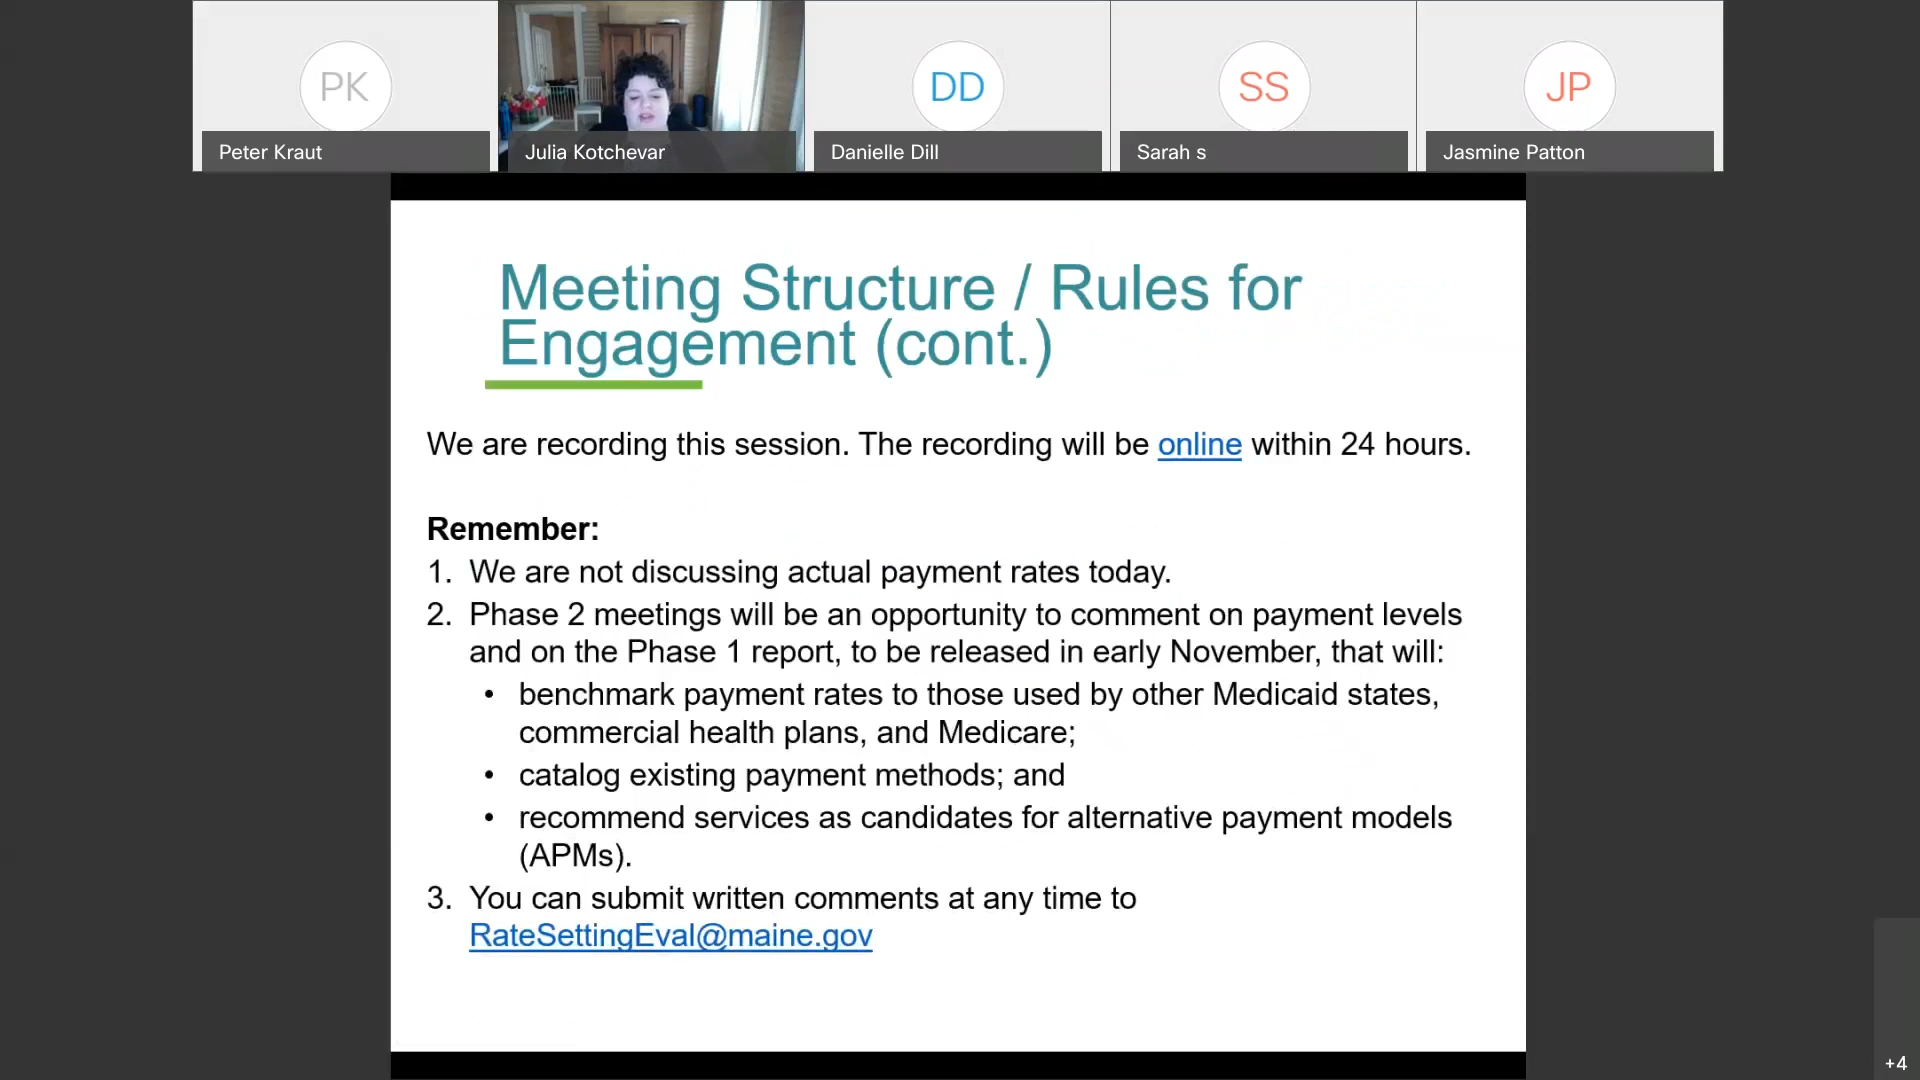 PK
DD
SS
JP
Peter Kraut
Julia Kotchevar
Danielle Dill
Sarah s
Jasmine Patton
Meeting Structure / Rules for
Engagement (cont.)
We are recording this session. The recording will be online within 24 hours.
Remember:
1. We are not discussing actual payment rates today.
2. Phase 2 meetings will be an opportunity to comment on payment levels
and on the Phase 1 report, to be released in early November, that will:
• benchmark payment rates to those used by other Medicaid states,
commercial health plans, and Medicare;
• catalog existing payment methods; and
• recommend services as candidates for alternative payment models
(APMs).
3. You can submit written comments at any time to
RateSettingEval@maine.gov
+4